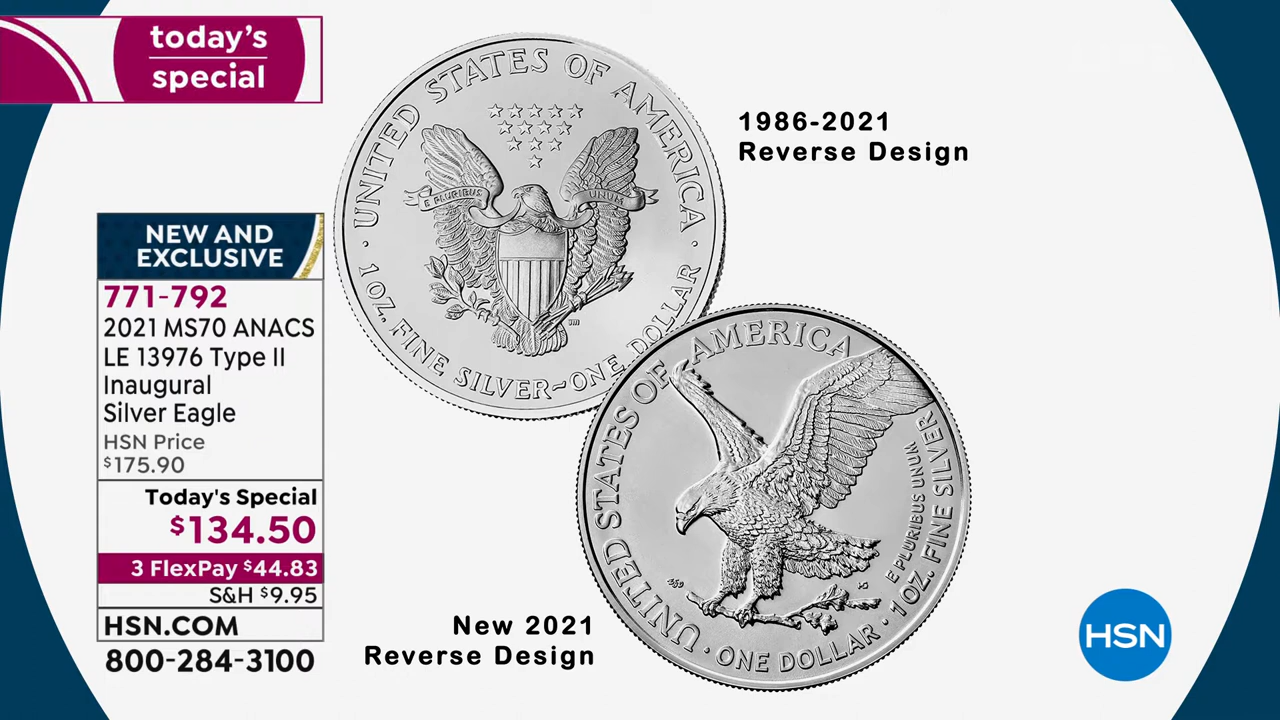 today's
special
1986-2021
Reverse Design
UNITED STATES OF AMERICA
E PLURIBUS UNUM
1 OZ. FINE SILVER~ONE DOLLAR
NEW AND
EXCLUSIVE
771-792
2021 MS70 ANACS
LE 13976 Type II
Inaugural
Silver Eagle
HSN Price
$175.90
Today's Special
$134.50
3 FlexPay $44.83
S&H $9.95
HSN.COM
800-284-3100
UNITED STATES OF AMERICA
E PLURIBUS UNUM
1 OZ. FINE SILVER
ONE DOLLAR
New 2021
Reverse Design
HSN